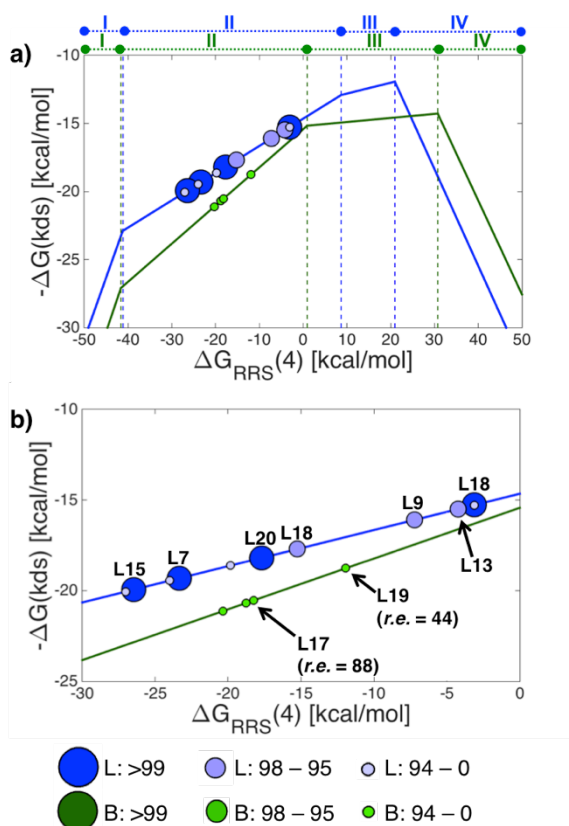 I II III IV
I II III IV
a)
-ΔG(kds) [kcal/mol]
-10
-15
-20
-25
-30
-50 -40 -30 -20 -10 0 10 20 30 40 50
ΔG_RRS(4) [kcal/mol]
b)
-ΔG(kds) [kcal/mol]
-10
-15
-20
-25
L15 L7 L20 L18 L9 L18
L13
L19
(r.e. = 44)
L17
(r.e. = 88)
-30 -25 -20 -15 -10 -5 0
ΔG_RRS(4) [kcal/mol]
L: >99 L: 98 – 95 L: 94 – 0
B: >99 B: 98 – 95 B: 94 – 0